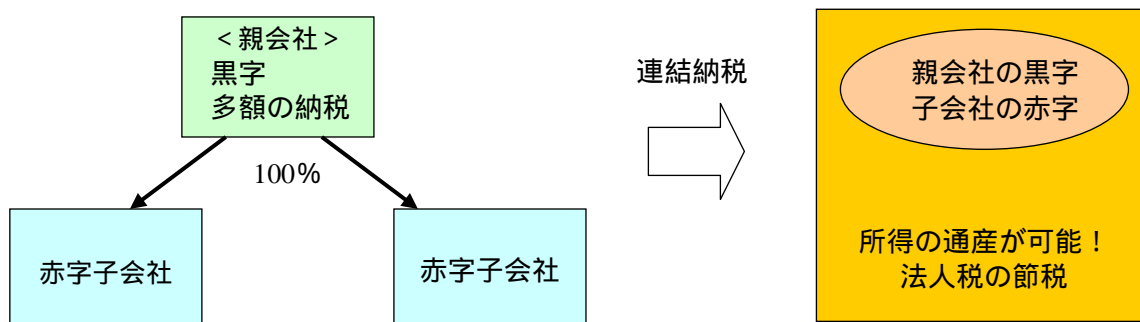 ＜親会社＞
黒字
多額の納税
100%
赤字子会社
赤字子会社
連結納税
親会社の黒字
子会社の赤字
所得の通産が可能！
法人税の節税